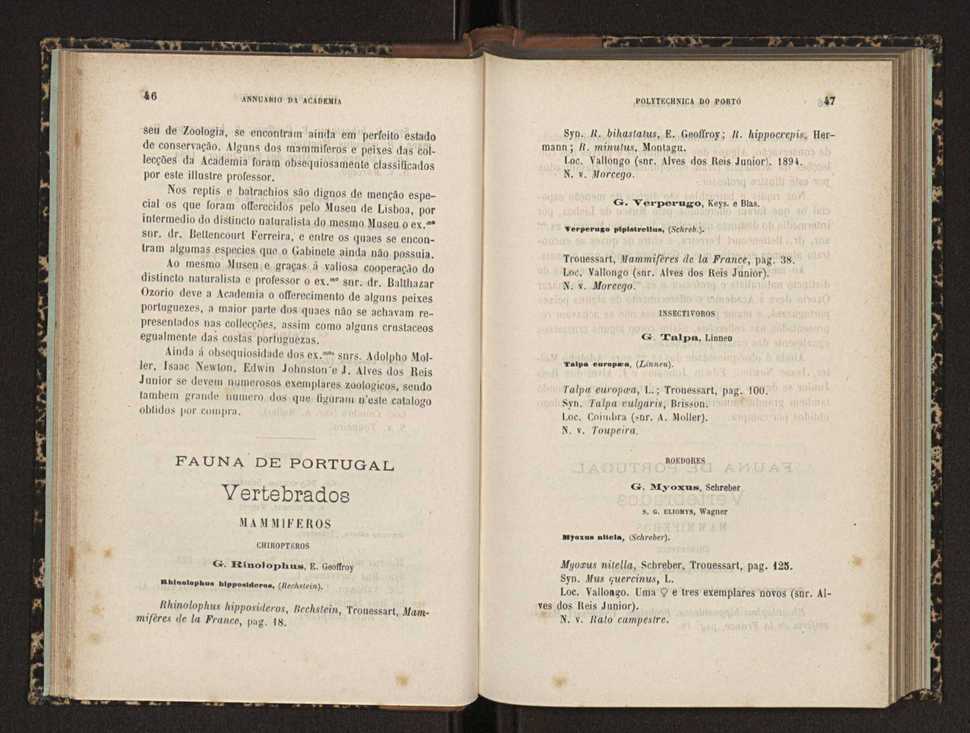 46
ANNUARIO DA ACADEMIA
seu de Zoologia, se encontram ainda em perfeito estado
de conservação. Alguns dos mammiferos e peixes das col-
lecções da Academia foram obsequiosamente classificados
por este illustre professor.
Nos reptis e batrachios são dignos de menção espe-
cial os que foram offerecidos pelo Museu de Lisboa, por
intermedio do distincto naturalista do mesmo Museu o ex.mo
snr. dr. Bettencourt Ferreira, e entre os quaes se encon-
tram algumas especies que o Gabinete ainda não possuia.
Ao mesmo Museu e graças á valiosa cooperação do
distincto naturalista e professor o ex.mo snr. dr. Balthazar
Ozorio deve a Academia o offerecimento de alguns peixes
portuguezes, a maior parte dos quaes não se achavam re-
presentados nas collecções, assim como alguns crustaceos
egualmente das costas portuguezas.
Ainda á obsequiosidade dos ex.mos snrs. Adolpho Mol-
ler, Isaac Newton, Edwin Johnston e J. Alves dos Reis
Junior se devem numerosos exemplares zoologicos, sendo
tambem grande numero dos que figuram n'este catalogo
obtidos por compra.
FAUNA DE PORTUGAL
Vertebrados
MAMMIFEROS
CHIROPTEROS
G. Rinolophus, E. Geoffroy
Rhinolophus hipposideros, (Bechstein).
Rhinolophus hipposideros, Bechstein, Trouessart, Mam-
mifères de la France, pag. 18.
POLYTECHNICA DO PORTO
47
Syn. R. bihastatus, E. Geoffroy; R. hippocrepis, Her-
mann; R. minutus, Montagu.
Loc. Vallongo (snr. Alves dos Reis Junior). 1894.
N. v. Morcego.
G. Verperugo, Keys. e Blas.
Verperugo pipistrellus, (Schreb.).
Trouessart, Mammifères de la France, pag. 38.
Loc. Vallongo (snr. Alves dos Reis Junior).
N. v. Morcego.
INSECTIVOROS
G. Talpa, Linneo
Talpa europæa, (Linneu).
Talpa europœa, L.; Trouessart, pag. 100.
Syn. Talpa vulgaris, Brisson.
Loc. Coimbra (snr. A. Moller).
N. v. Toupeira.
ROEDORES
G. Myoxus, Schreber
S. G. ELIOMYS, Wagner
Myoxus nitela, (Schreber).
Myoxus nitella, Schreber, Trouessart, pag. 125.
Syn. Mus quercinus, L.
Loc. Vallongo. Uma ♀ e tres exemplares novos (snr. Al-
ves dos Reis Junior).
N. v. Rato campestre.